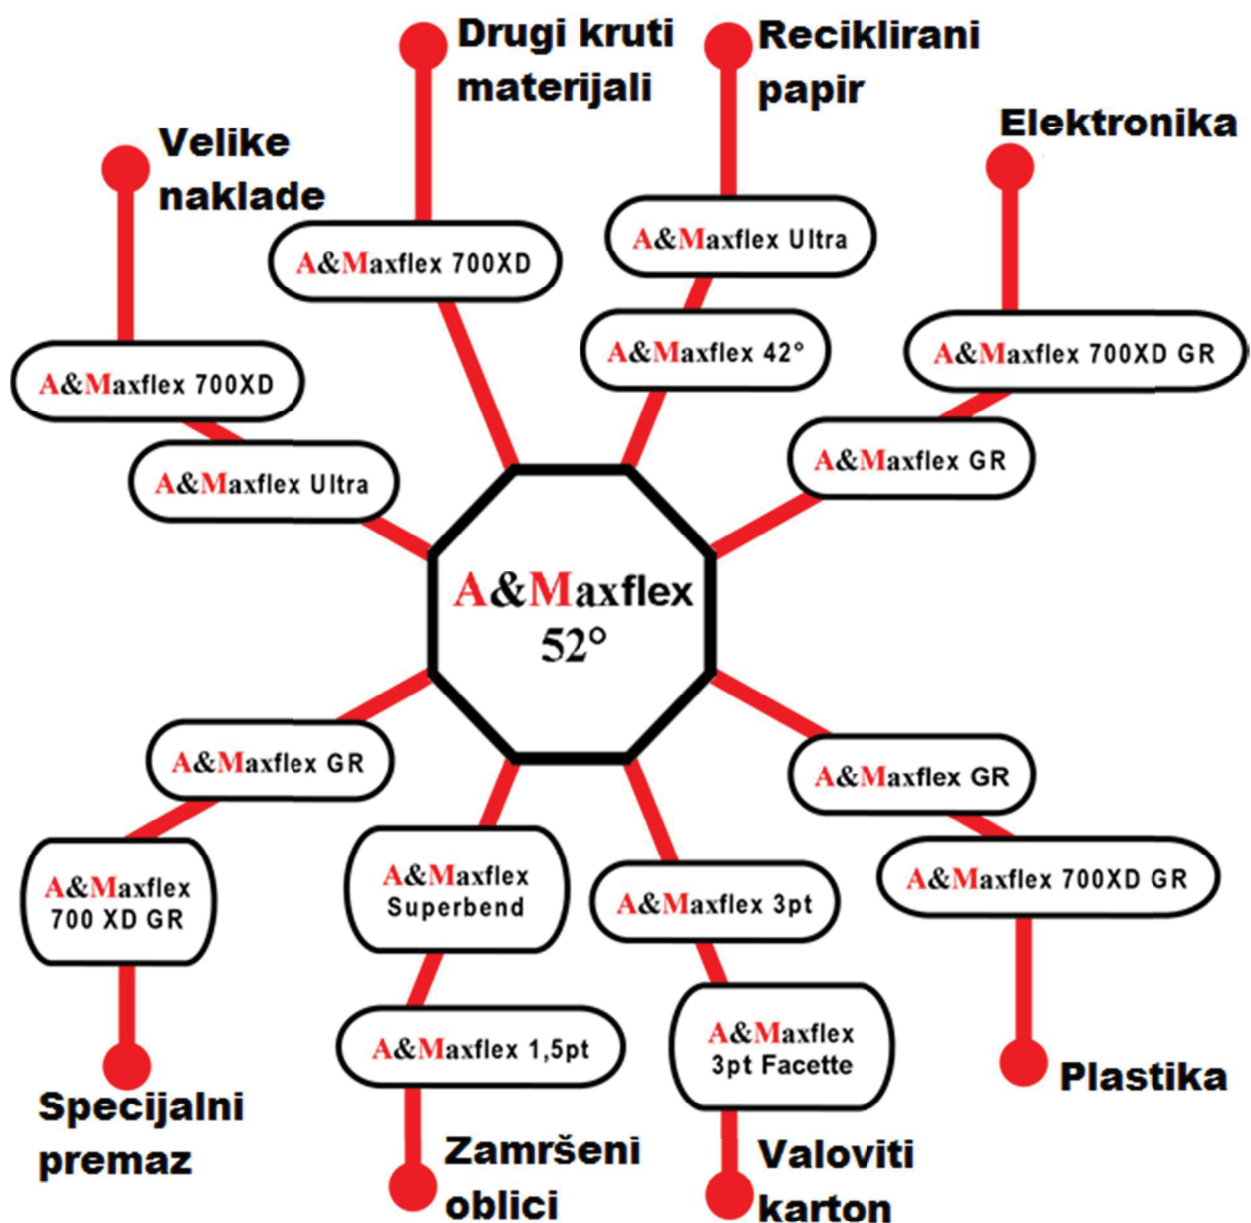 Drugi kruti
materijali
Reciklirani
papir
Elektronika
Velike
naklade
A&Maxflex Ultra
A&Maxflex 700XD
A&Maxflex 42°
A&Maxflex 700XD GR
A&Maxflex 700XD
A&Maxflex GR
A&Maxflex Ultra
A&Maxflex
52°
A&Maxflex GR
A&Maxflex GR
A&Maxflex
700 XD GR
A&Maxflex
Superbend
A&Maxflex 3pt
A&Maxflex 700XD GR
A&Maxflex 1,5pt
A&Maxflex
3pt Facette
Plastika
Specijalni
premaz
Zamršeni
oblici
Valoviti
karton